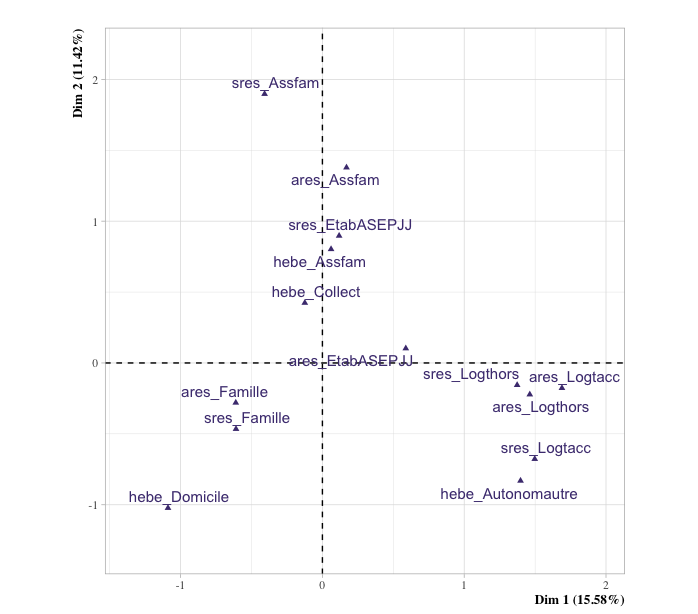 Dim 2 (11.42%)
2
1
0
-1
sres_Assfam
ares_Assfam
sres_EtabASEPJJ
hebe_Assfam
hebe_Collect
ares_EtabASEPJJ
sres_Logthors
ares_Logtacc
ares_Famille
ares_Logthors
sres_Famille
sres_Logtacc
hebe_Domicile
hebe_Autonomautre
-1
0
1
2
Dim 1 (15.58%)